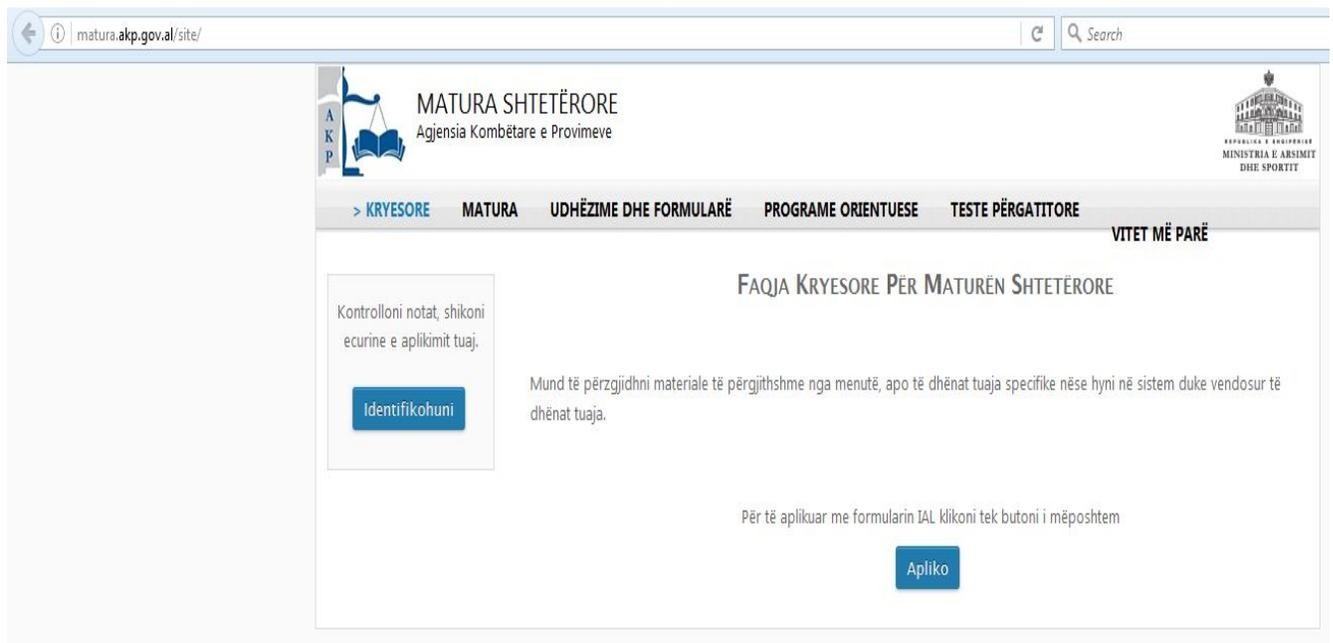 matura.akp.gov.al/site/
Search
A
K
P
MATURA SHTETËRORE
Agjensia Kombëtare e Provimeve
REPUBLIKA E SHQIPËRISË
MINISTRIA E ARSIMIT
DHE SPORTIT
> KRYESORE MATURA UDHËZIME DHE FORMULARË PROGRAME ORIENTUESE TESTE PËRGATITORE
VITET MË PARË
Kontrolloni notat, shikoni
ecurine e aplikimit tuaj.
Identifikohuni
FAQJA KRYESORE PËR MATURËN SHTETËRORE
Mund të përzgjidhni materiale të përgjithshme nga menutë, apo të dhënat tuaja specifike nëse hyni në sistem duke vendosur të
dhënat tuaja.
Për të aplikuar me formularin IAL klikoni tek butoni i mëposhtem
Apliko